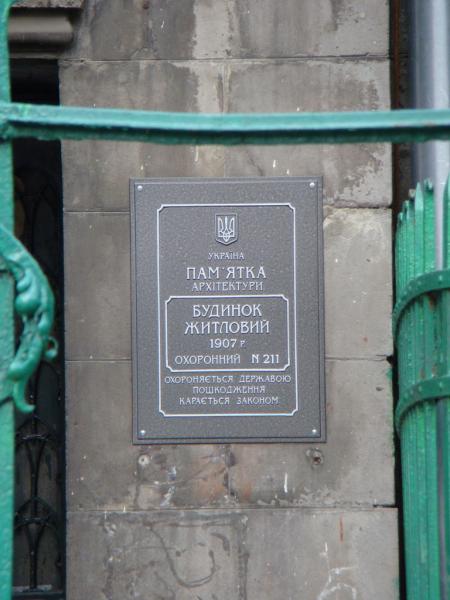 УКРАЇНА
ПАМ'ЯТКА
АРХІТЕКТУРИ
БУДИНОК
ЖИТЛОВИЙ
1907 р.
ОХОРОННИЙ N 211
ОХОРОНЯЄТЬСЯ ДЕРЖАВОЮ
ПОШКОДЖЕННЯ
КАРАЄТЬСЯ ЗАКОНОМ